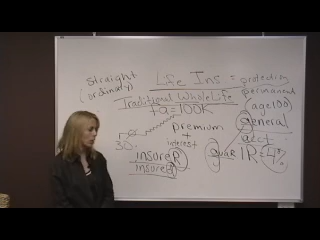 straight
(ordinary)
Life Ins = protection
permanent
(age 100)
Traditional Whole Life
fa = 100K
general
acct
premium
+
interest
guaR IR = 4%
insureR
insured